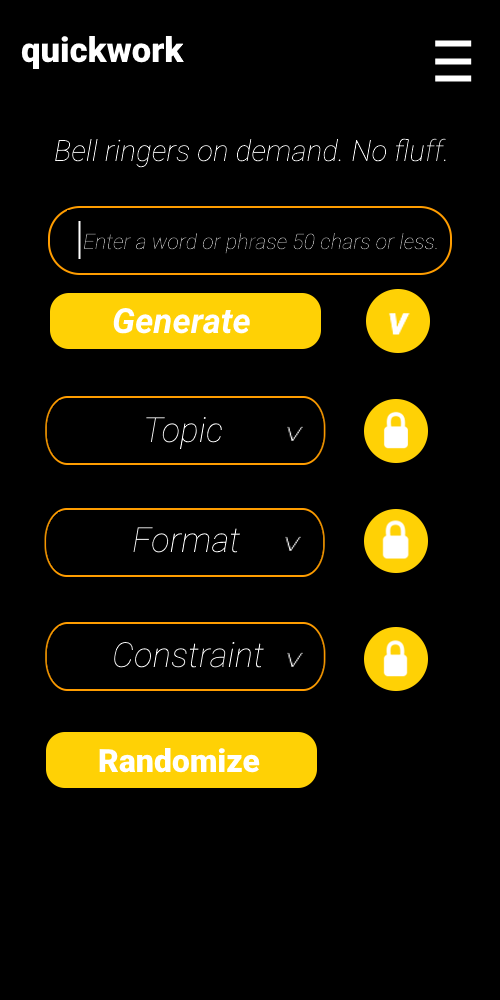 quickwork
Bell ringers on demand. No fluff.
Enter a word or phrase 50 chars or less.
Generate v
Topic v
Format v
Constraint v
Randomize